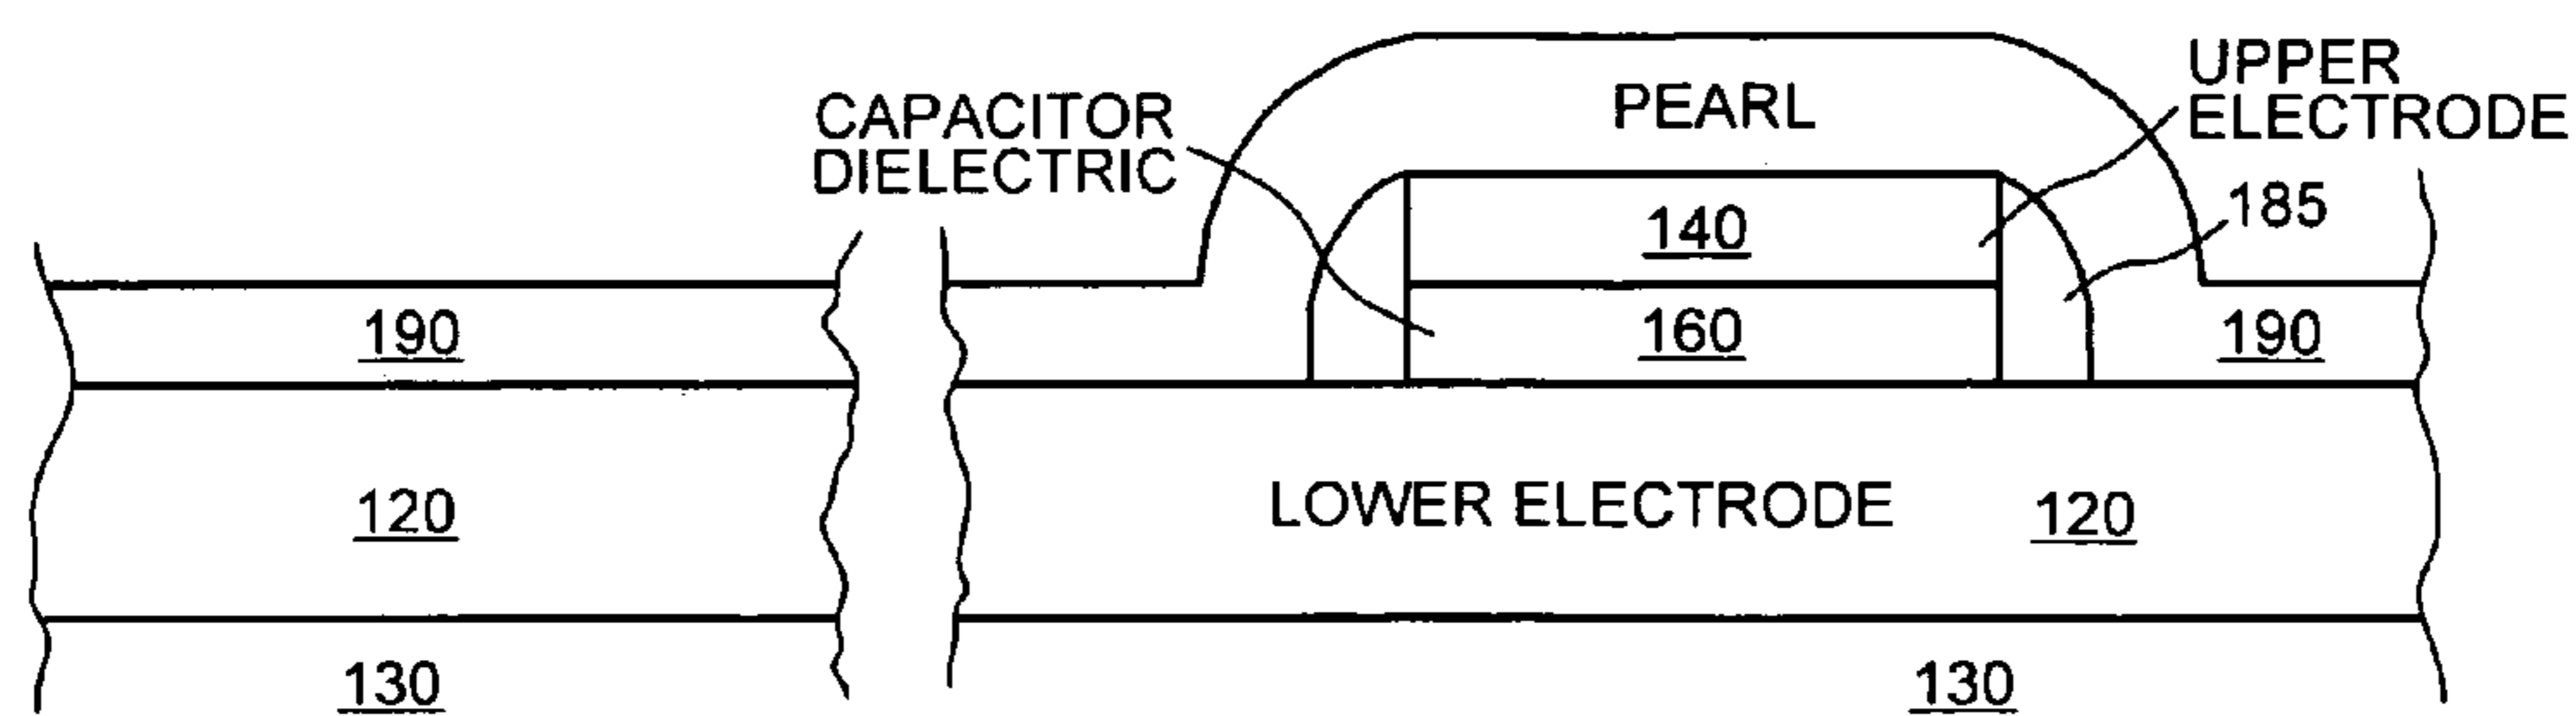 UPPER
ELECTRODE
CAPACITOR
DIELECTRIC
PEARL
140
185
190
160
190
120
LOWER ELECTRODE
120
130
130